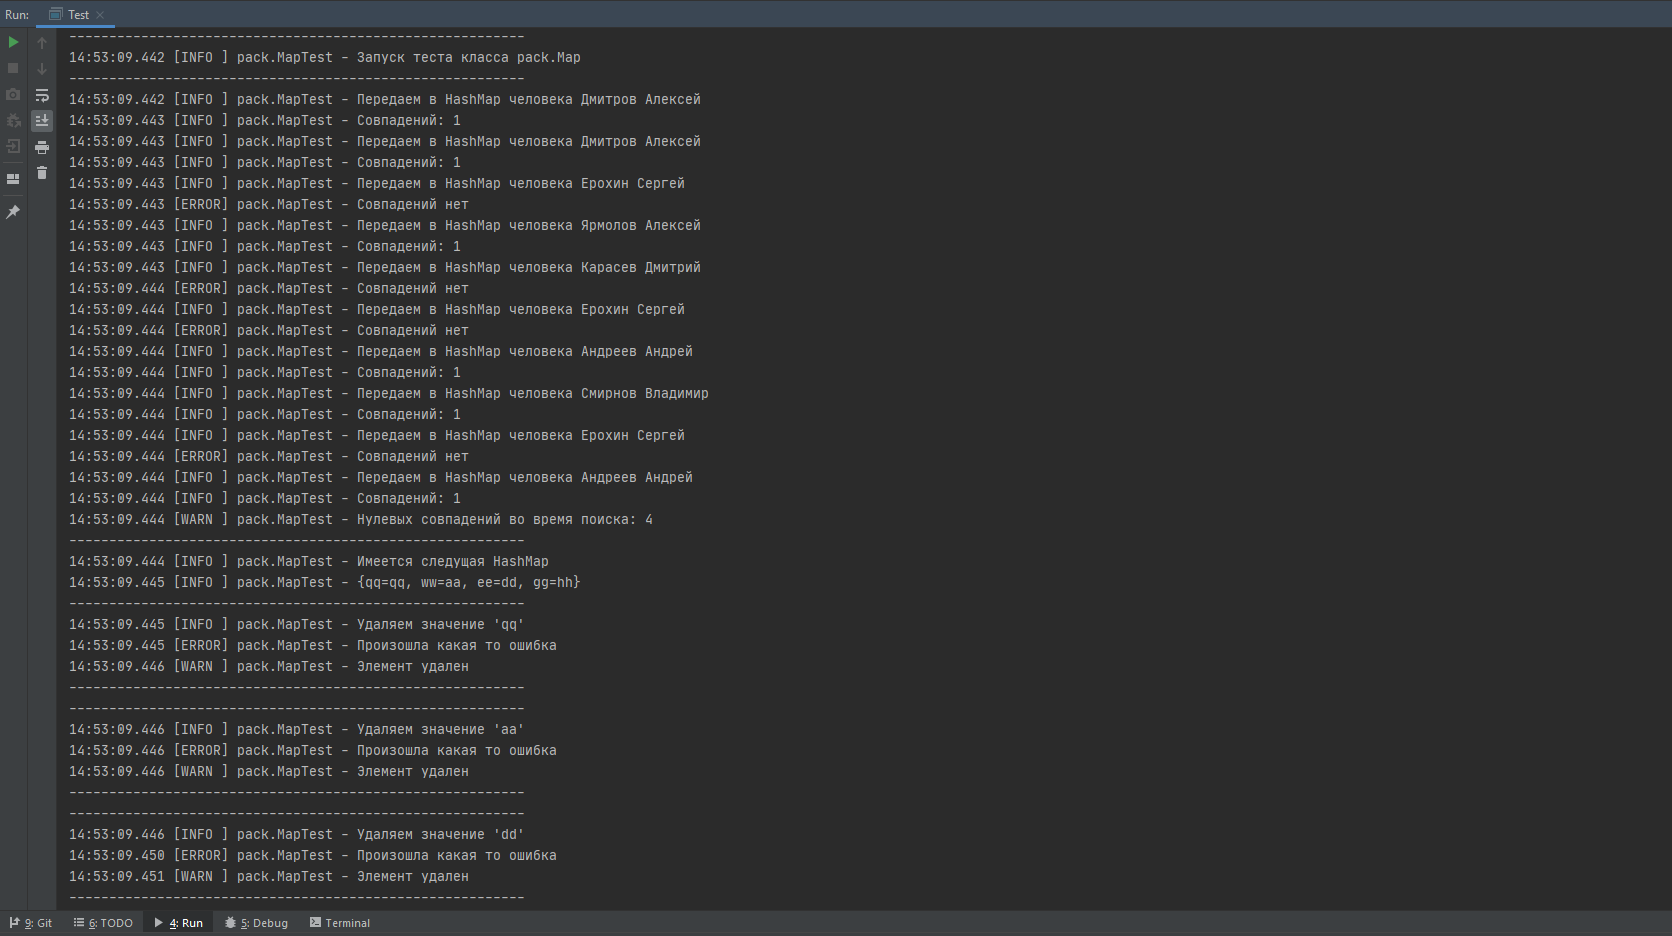 Run: Test
---------------------------------------------------------
14:53:09.442 [INFO ] pack.MapTest - Запуск теста класса pack.Map
---------------------------------------------------------
14:53:09.442 [INFO ] pack.MapTest - Передаем в HashMap человека Дмитров Алексей
14:53:09.443 [INFO ] pack.MapTest - Совпадений: 1
14:53:09.443 [INFO ] pack.MapTest - Передаем в HashMap человека Дмитров Алексей
14:53:09.443 [INFO ] pack.MapTest - Совпадений: 1
14:53:09.443 [INFO ] pack.MapTest - Передаем в HashMap человека Ерохин Сергей
14:53:09.443 [ERROR] pack.MapTest - Совпадений нет
14:53:09.443 [INFO ] pack.MapTest - Передаем в HashMap человека Ярмолов Алексей
14:53:09.443 [INFO ] pack.MapTest - Совпадений: 1
14:53:09.443 [INFO ] pack.MapTest - Передаем в HashMap человека Карасев Дмитрий
14:53:09.444 [ERROR] pack.MapTest - Совпадений нет
14:53:09.444 [INFO ] pack.MapTest - Передаем в HashMap человека Ерохин Сергей
14:53:09.444 [ERROR] pack.MapTest - Совпадений нет
14:53:09.444 [INFO ] pack.MapTest - Передаем в HashMap человека Андреев Андрей
14:53:09.444 [INFO ] pack.MapTest - Совпадений: 1
14:53:09.444 [INFO ] pack.MapTest - Передаем в HashMap человека Смирнов Владимир
14:53:09.444 [INFO ] pack.MapTest - Совпадений: 1
14:53:09.444 [INFO ] pack.MapTest - Передаем в HashMap человека Ерохин Сергей
14:53:09.444 [ERROR] pack.MapTest - Совпадений нет
14:53:09.444 [INFO ] pack.MapTest - Передаем в HashMap человека Андреев Андрей
14:53:09.444 [INFO ] pack.MapTest - Совпадений: 1
14:53:09.444 [WARN ] pack.MapTest - Нулевых совпадений во время поиска: 4
---------------------------------------------------------
14:53:09.444 [INFO ] pack.MapTest - Имеется следущая HashMap
14:53:09.445 [INFO ] pack.MapTest - {qq=qq, ww=aa, ee=dd, gg=hh}
---------------------------------------------------------
14:53:09.445 [INFO ] pack.MapTest - Удаляем значение 'qq'
14:53:09.445 [ERROR] pack.MapTest - Произошла какая то ошибка
14:53:09.446 [WARN ] pack.MapTest - Элемент удален
---------------------------------------------------------
---------------------------------------------------------
14:53:09.446 [INFO ] pack.MapTest - Удаляем значение 'aa'
14:53:09.446 [ERROR] pack.MapTest - Произошла какая то ошибка
14:53:09.446 [WARN ] pack.MapTest - Элемент удален
---------------------------------------------------------
---------------------------------------------------------
14:53:09.446 [INFO ] pack.MapTest - Удаляем значение 'dd'
14:53:09.450 [ERROR] pack.MapTest - Произошла какая то ошибка
14:53:09.451 [WARN ] pack.MapTest - Элемент удален
---------------------------------------------------------
9: Git 6: TODO 4: Run 5: Debug Terminal